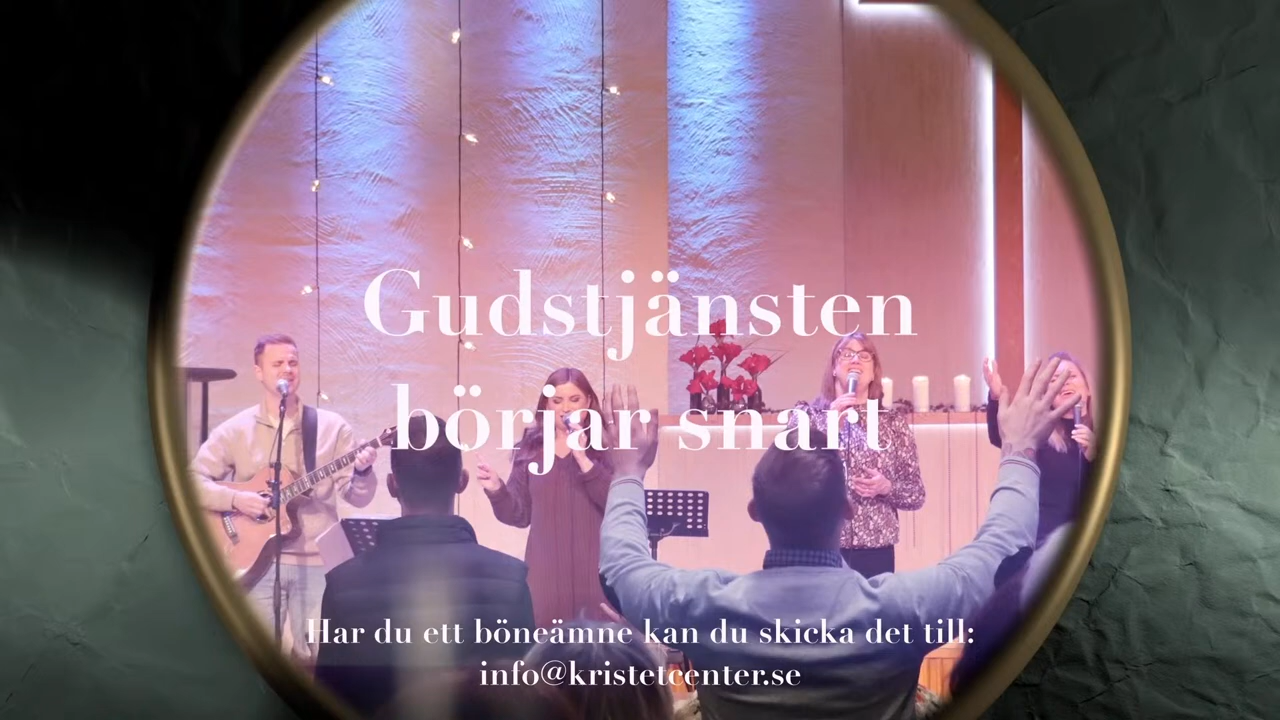 Gudstjänsten
börjar snart
Har du ett böneämne kan du skicka det till:
info@kristetcenter.se